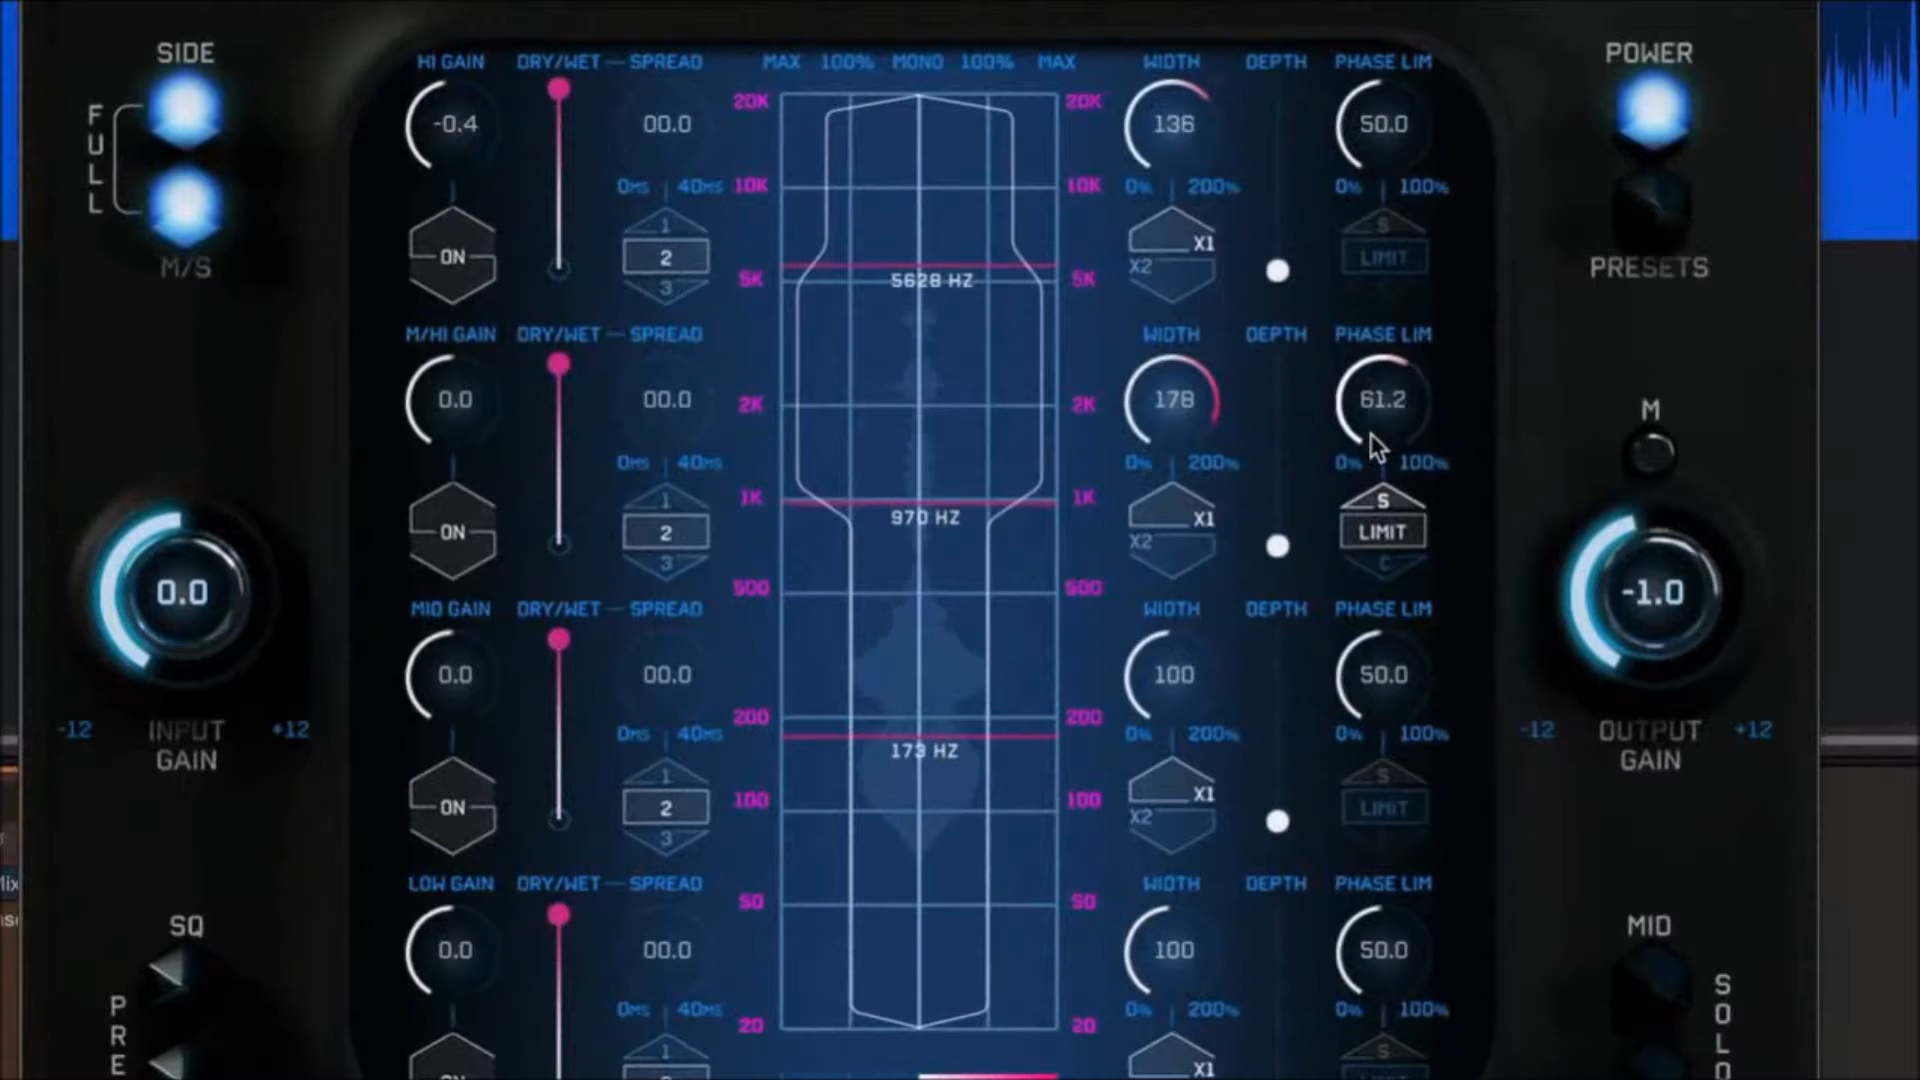 SIDE
FULL
M/S
HI GAIN DRY/WET SPREAD MAX 100% MONO 100% MAX WIDTH DEPTH PHASE LIM
-0.4 00.0 20K 20K 136 50.0
0MS 40MS 10K 10K 0% 200% 0% 100%
ON 1 2 3 5K 5628 HZ 5K X1 X2 S LIMIT C
POWER
PRESETS
M/HI GAIN DRY/WET SPREAD WIDTH DEPTH PHASE LIM
0.0 00.0 2K 2K 178 61.2
0MS 40MS 1K 1K 0% 200% 0% 100%
ON 1 2 3 970 HZ X1 X2 S LIMIT C
M
0.0
-12 INPUT GAIN +12
-1.0
-12 OUTPUT GAIN +12
MID GAIN DRY/WET SPREAD 500 500 WIDTH DEPTH PHASE LIM
0.0 00.0 200 200 100 50.0
0MS 40MS 173 HZ 0% 200% 0% 100%
ON 1 2 3 100 100 X1 X2 S LIMIT
LOW GAIN DRY/WET SPREAD 50 50 WIDTH DEPTH PHASE LIM
0.0 00.0 100 50.0
0MS 40MS 20 20 0% 200% 0% 100%
1 X1 S
SQ
PRE
MID
SOLO